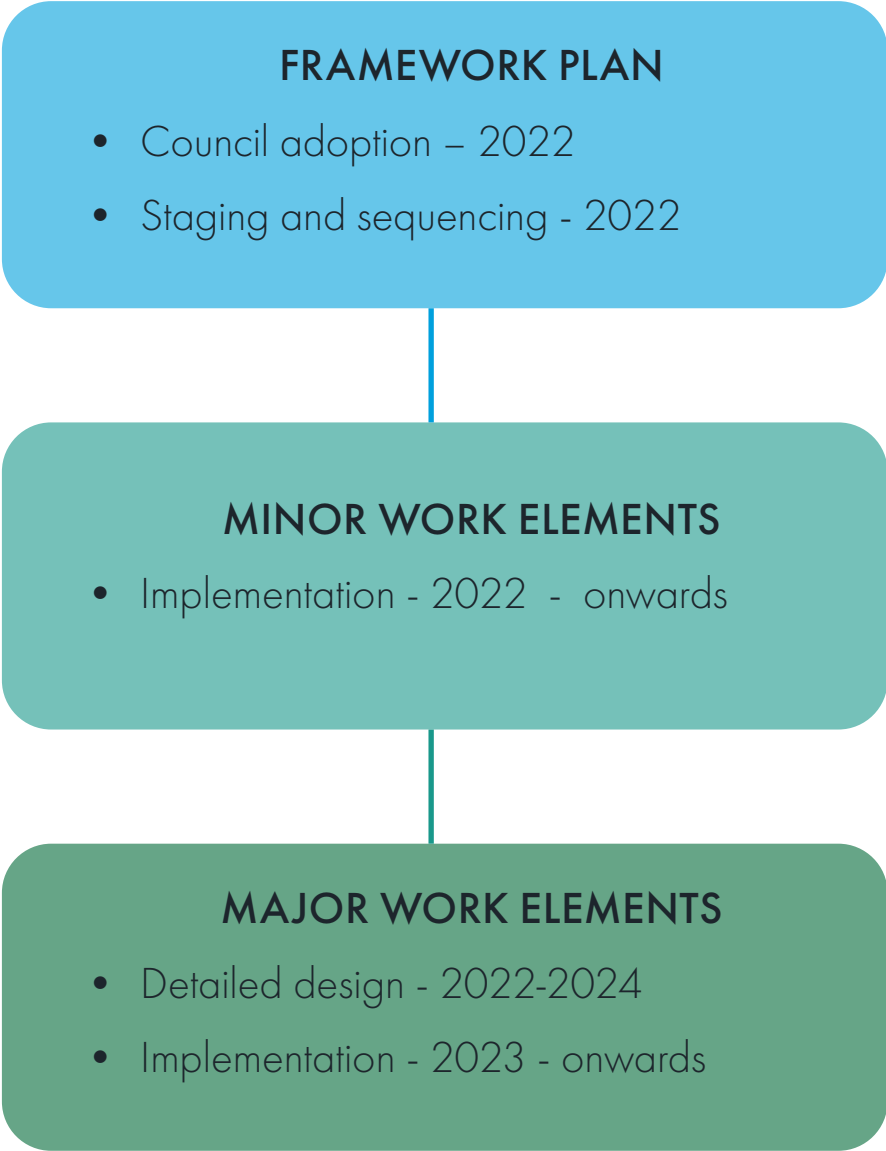 FRAMEWORK PLAN
• Council adoption – 2022
• Staging and sequencing - 2022
MINOR WORK ELEMENTS
• Implementation - 2022 - onwards
MAJOR WORK ELEMENTS
• Detailed design - 2022-2024
• Implementation - 2023 - onwards